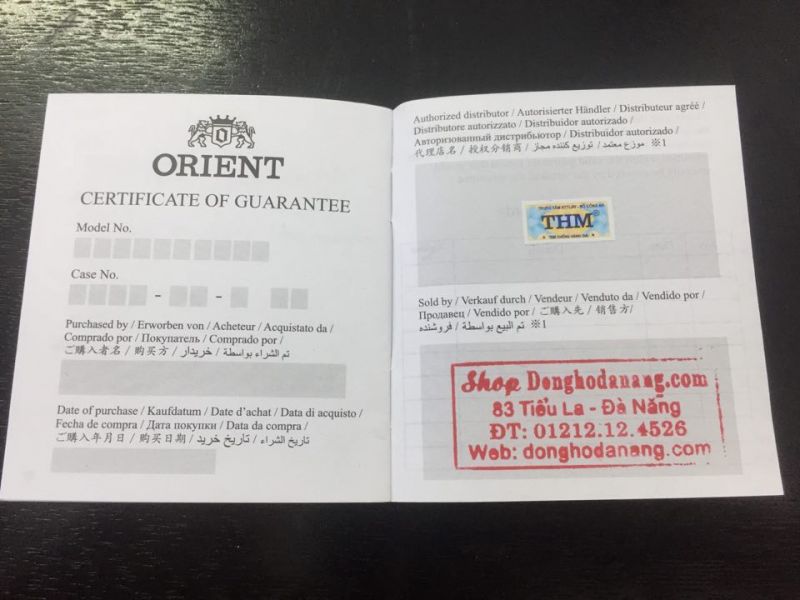 ORIENT
CERTIFICATE OF GUARANTEE
Model No.
Case No.
Purchased by / Erworben von / Acheteur / Acquistato da /
Comprado por / Покупатель / Comprado por /
ご購入者名 / 购买方 / تم الشراء بواسطة / خریدار
Date of purchase / Kaufdatum / Date d'achat / Data di acquisto /
Fecha de compra / Дата покупки / Data da compra /
ご購入年月日 / 购买日期 / تاريخ الشراء / تاریخ خرید
Authorized distributor / Autorisierter Händler / Distributeur agréé /
Distributore autorizzato / Distribuidor autorizado /
Авторизованный дистрибьютор / Distribuidor autorizado /
代理店名 / 授权分销商 / موزع معتمد / توزیع کننده مجاز ※1
THM®
Sold by / Verkauf durch / Vendeur / Venduto da / Vendido por /
Продавец / Vendido por / ご購入先 / 销售方/
تم البيع بواسطة / فروشنده ※1
Shop Donghodanang.com
83 Tiểu La - Đà Nẵng
ĐT: 01212.12.4526
Web: donghodanang.com